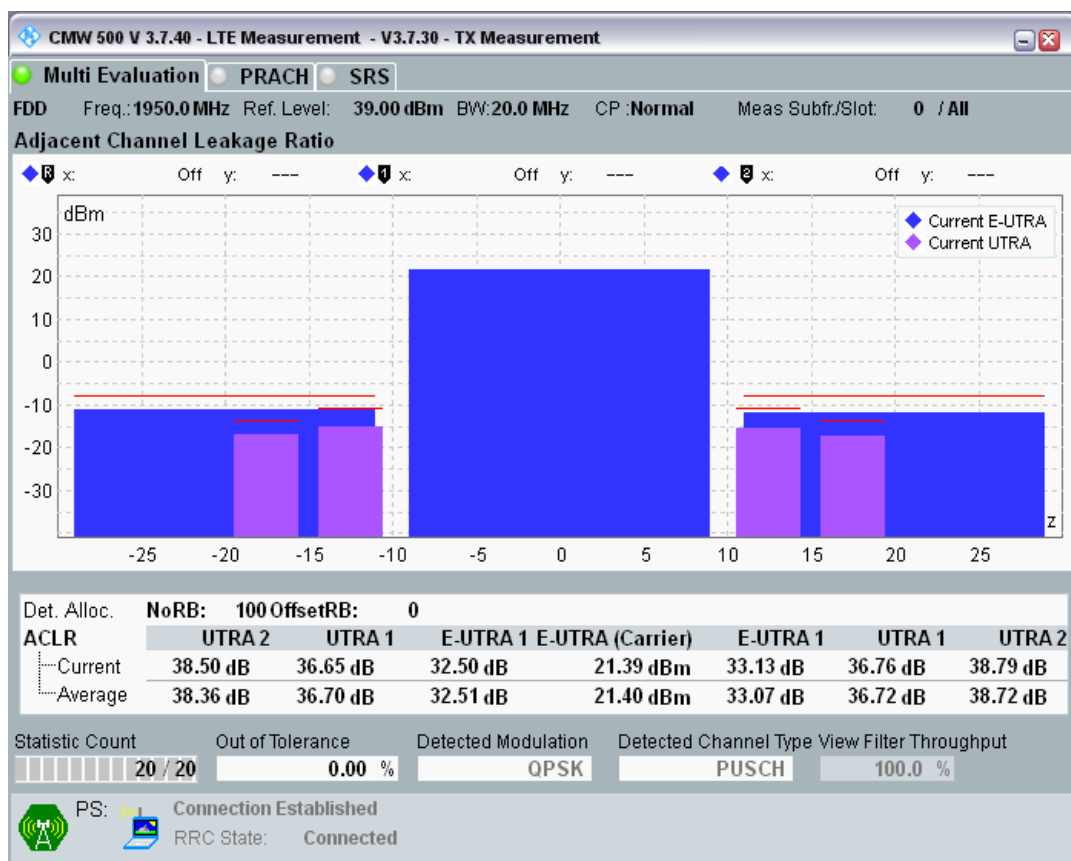 CMW 500 V 3.7.40 - LTE Measurement - V3.7.30 - TX Measurement
Multi Evaluation PRACH SRS
FDD Freq.: 1950.0 MHz Ref. Level: 39.00 dBm BW: 20.0 MHz CP : Normal Meas Subfr./Slot: 0 / All
Adjacent Channel Leakage Ratio
R x: Off y: --- 1 x: Off y: --- 2 x: Off y: ---
dBm
Current E-UTRA
Current UTRA
30
20
10
0
-10
-20
-30
z
-25 -20 -15 -10 -5 0 5 10 15 20 25
Det. Alloc. NoRB: 100 OffsetRB: 0
ACLR UTRA 2 UTRA 1 E-UTRA 1 E-UTRA (Carrier) E-UTRA 1 UTRA 1 UTRA 2
Current 38.50 dB 36.65 dB 32.50 dB 21.39 dBm 33.13 dB 36.76 dB 38.79 dB
Average 38.36 dB 36.70 dB 32.51 dB 21.40 dBm 33.07 dB 36.72 dB 38.72 dB
Statistic Count Out of Tolerance Detected Modulation Detected Channel Type View Filter Throughput
20 / 20 0.00 % QPSK PUSCH 100.0 %
PS: Connection Established
RRC State: Connected